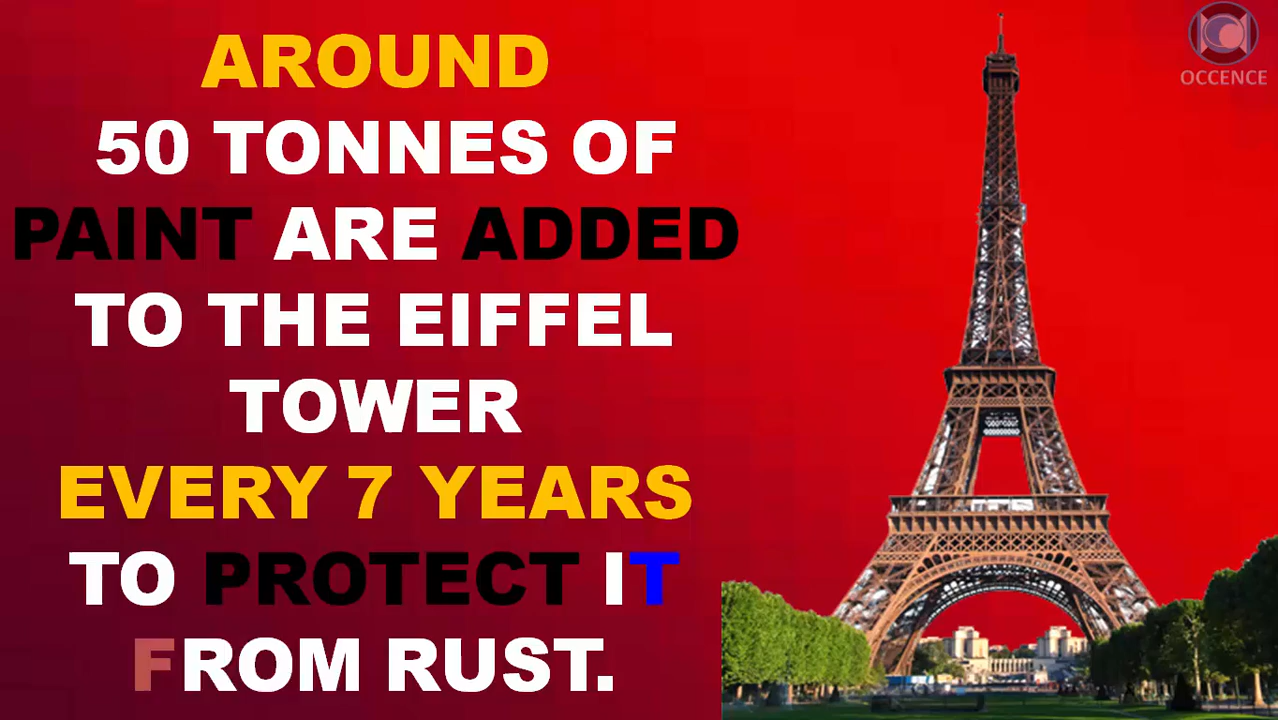 AROUND
50 TONNES OF
PAINT ARE ADDED
TO THE EIFFEL
TOWER
EVERY 7 YEARS
TO PROTECT IT
FROM RUST.
OCCENCE